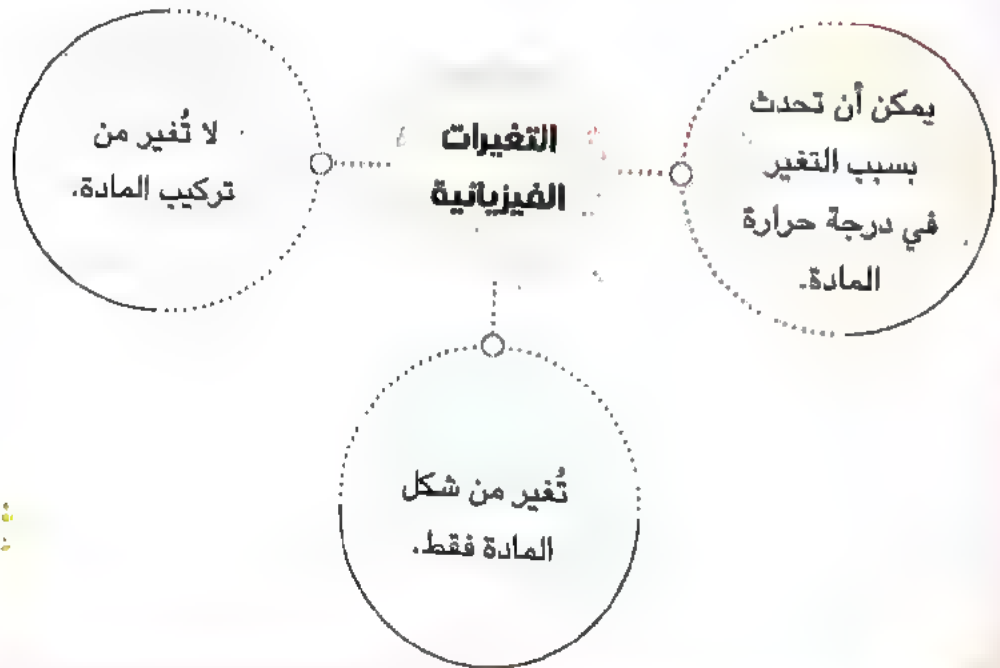 التغيرات
الفيزيائية
يمكن أن تحدث
بسبب التغير
في درجة حرارة
المادة.
تُغير من شكل
المادة فقط.
لا تُغير من
تركيب المادة.